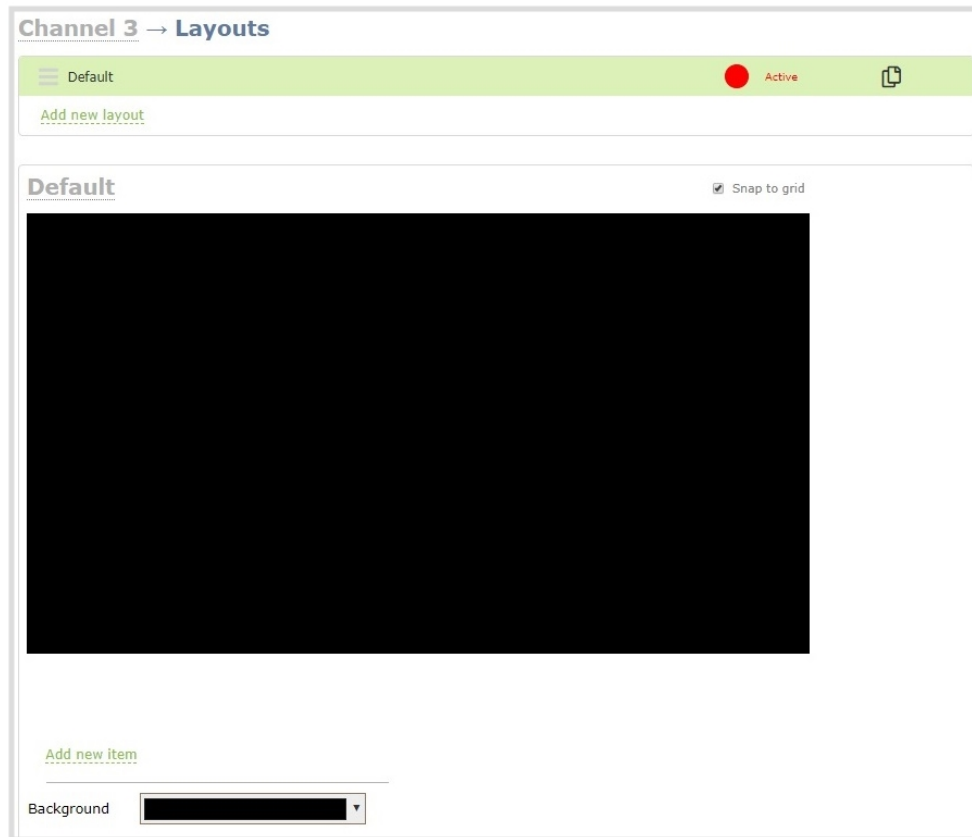 Channel 3 → Layouts
Default Active
Add new layout
Default Snap to grid
Add new item
Background